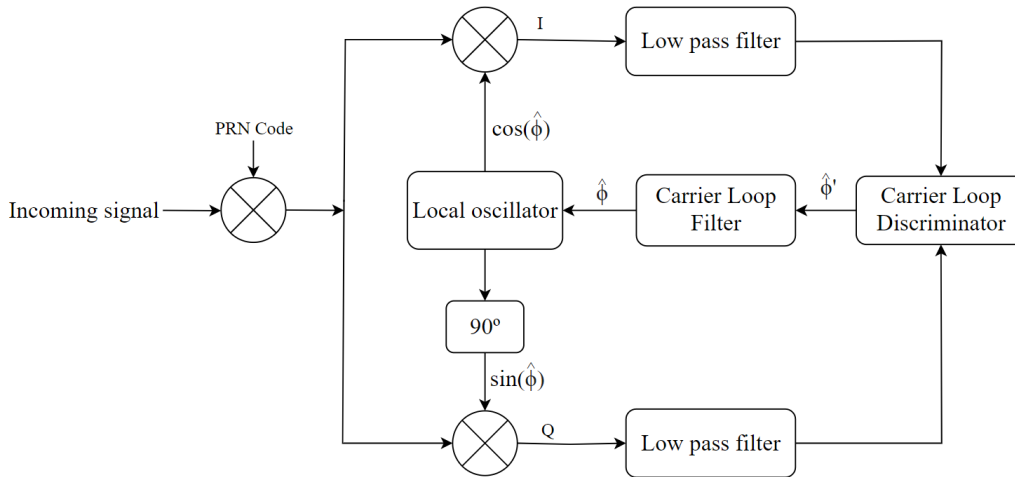 I
Low pass filter
PRN Code
cos(ϕ̂)
Incoming signal
Local oscillator
ϕ̂
Carrier Loop
Filter
ϕ̂'
Carrier Loop
Discriminator
90º
sin(ϕ̂)
Q
Low pass filter